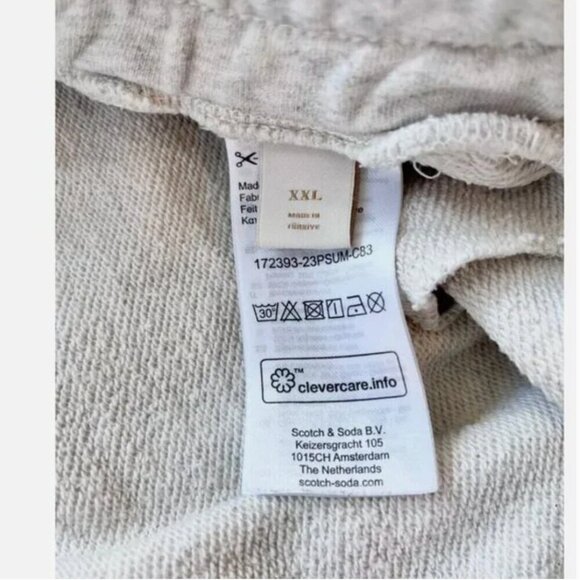 XXL
Made in
172393-23PSUM-C83
30°
clevercare.info
TM
Scotch & Soda B.V.
Keizersgracht 105
1015CH Amsterdam
The Netherlands
scotch-soda.com